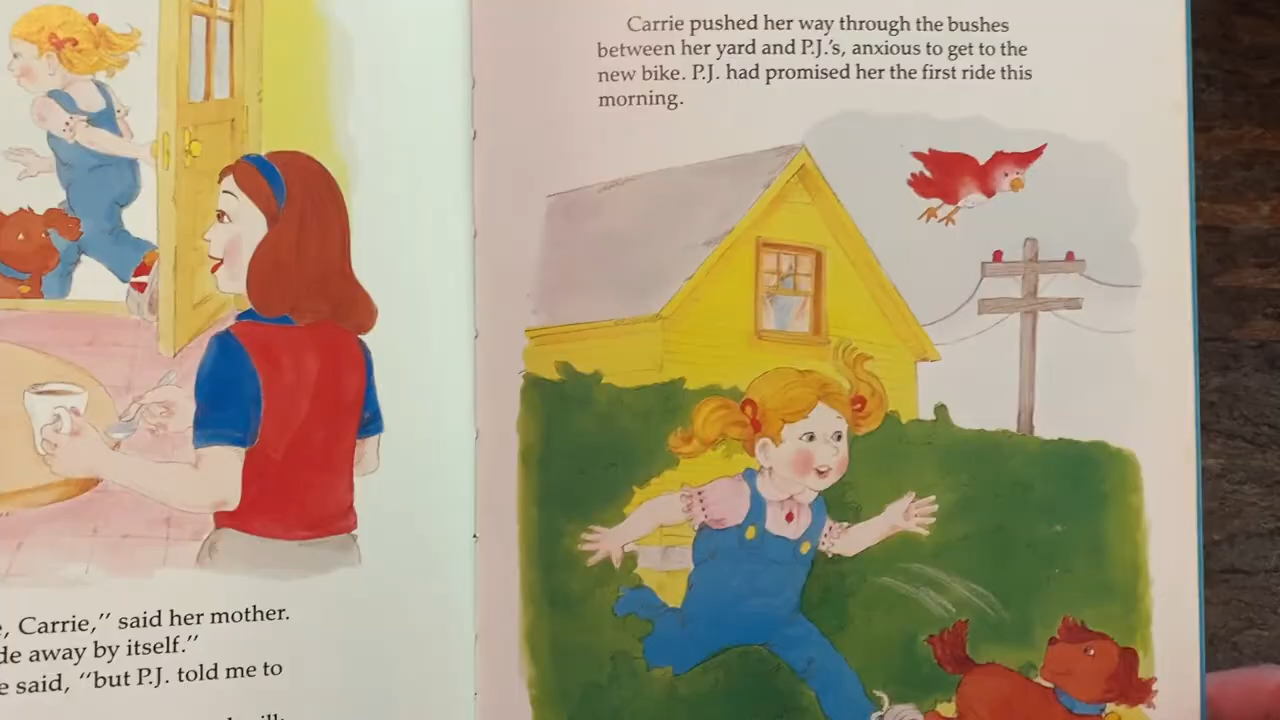 , Carrie," said her mother.
de away by itself."
e said, "but P.J. told me to
Carrie pushed her way through the bushes
between her yard and P.J.'s, anxious to get to the
new bike. P.J. had promised her the first ride this
morning.